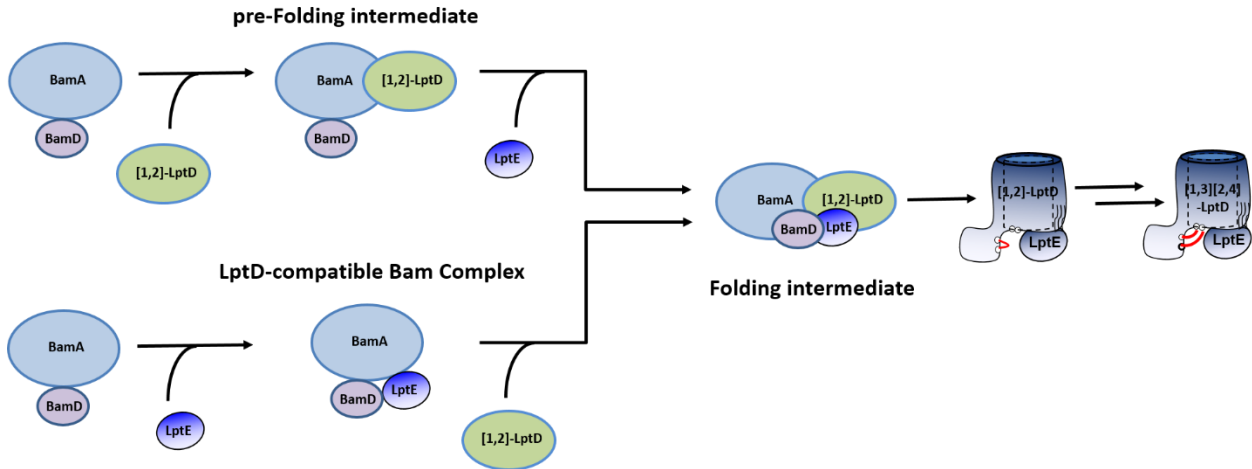 pre-Folding intermediate
BamA
BamD
[1,2]-LptD
BamA
[1,2]-LptD
BamD
LptE
LptD-compatible Bam Complex
BamA
BamD
LptE
BamA
BamD
LptE
[1,2]-LptD
BamA
[1,2]-LptD
BamD
LptE
Folding intermediate
[1,2]-LptD
LptE
[1,3][2,4]
-LptD
LptE